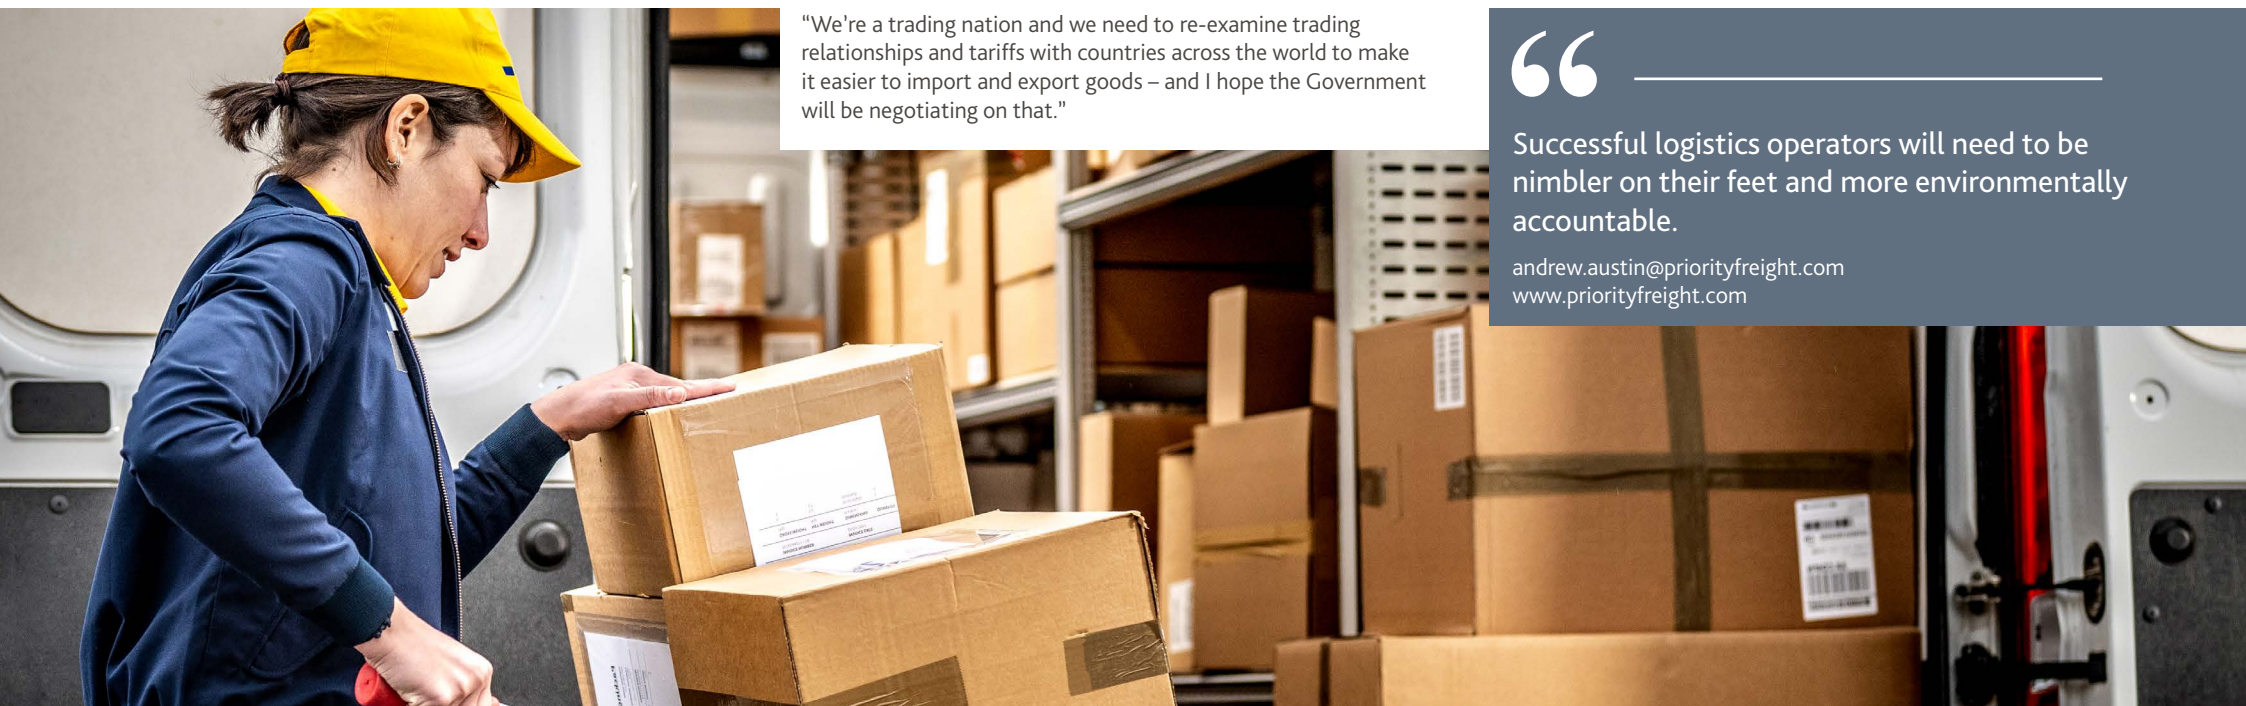 “We’re a trading nation and we need to re-examine trading
relationships and tariffs with countries across the world to make
it easier to import and export goods – and I hope the Government
will be negotiating on that.”
“
Successful logistics operators will need to be
nimbler on their feet and more environmentally
accountable.
andrew.austin@priorityfreight.com
www.priorityfreight.com